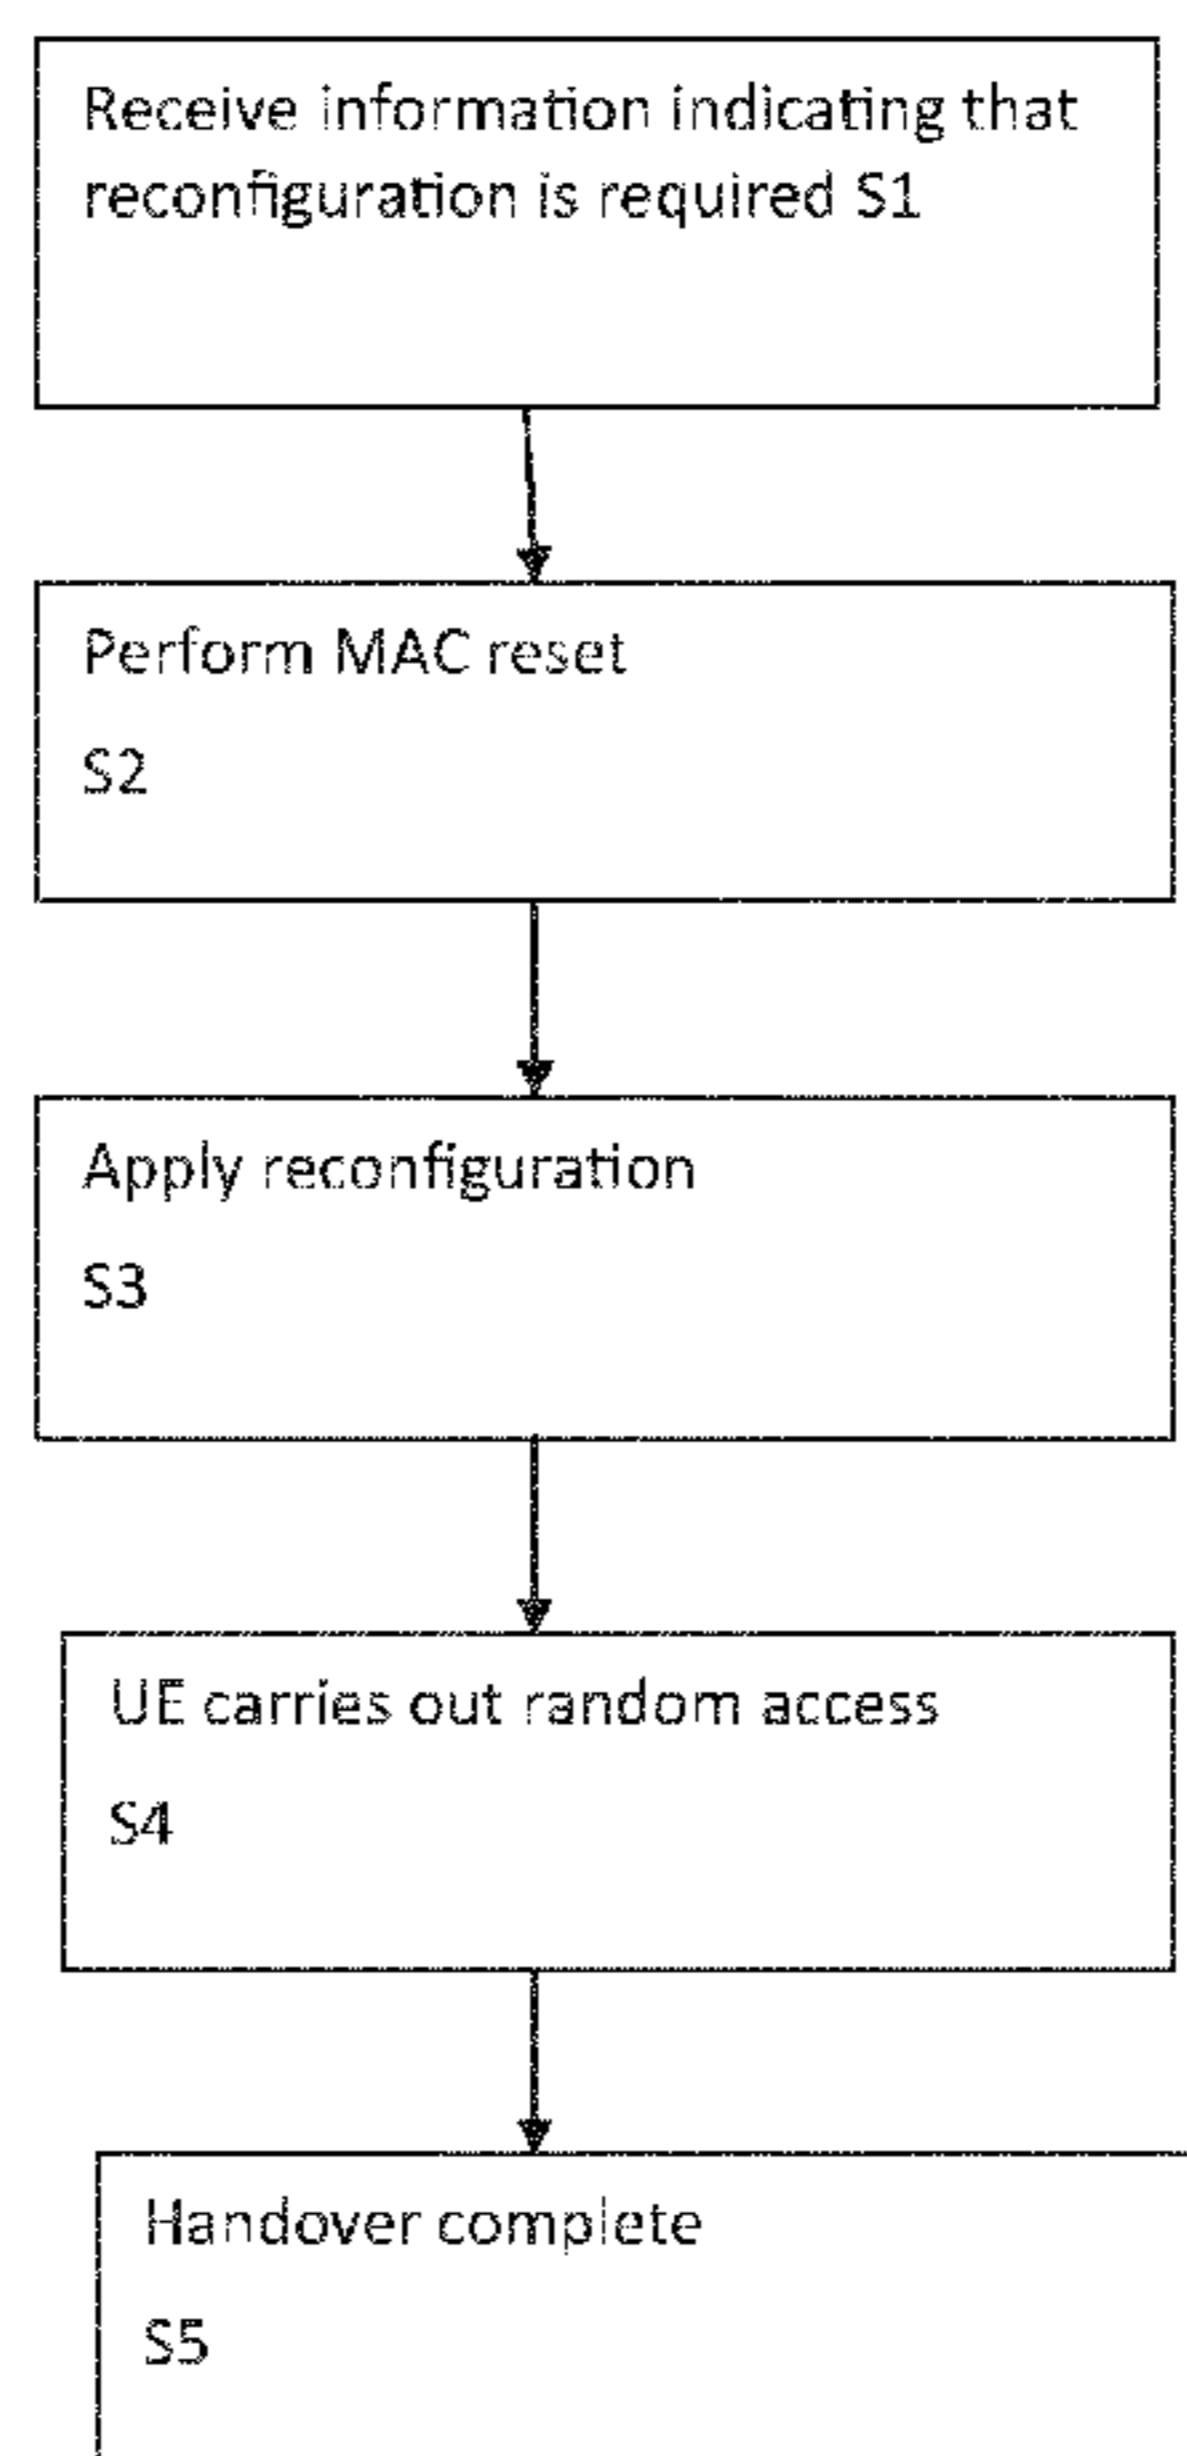 Receive information indicating that
reconfiguration is required S1
Perform MAC reset
S2
Apply reconfiguration
S3
UE carries out random access
S4
Handover complete
S5